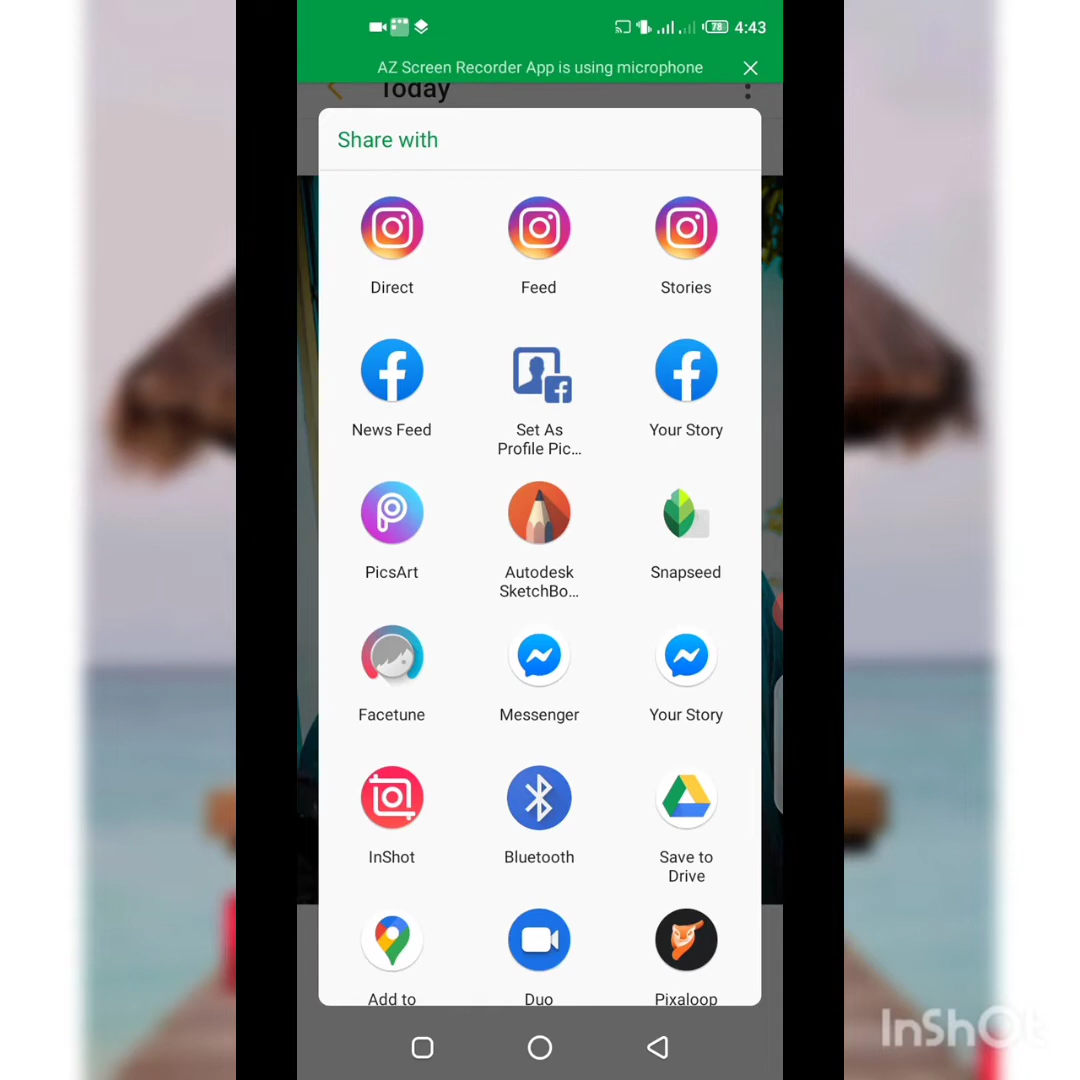 78 4:43
AZ Screen Recorder App is using microphone
Today
Share with
Direct Feed Stories
News Feed Set As Your Story
Profile Pic...
PicsArt Autodesk Snapseed
SketchBo...
Facetune Messenger Your Story
InShot Bluetooth Save to
Drive
Add to Duo Pixaloop
InShOt